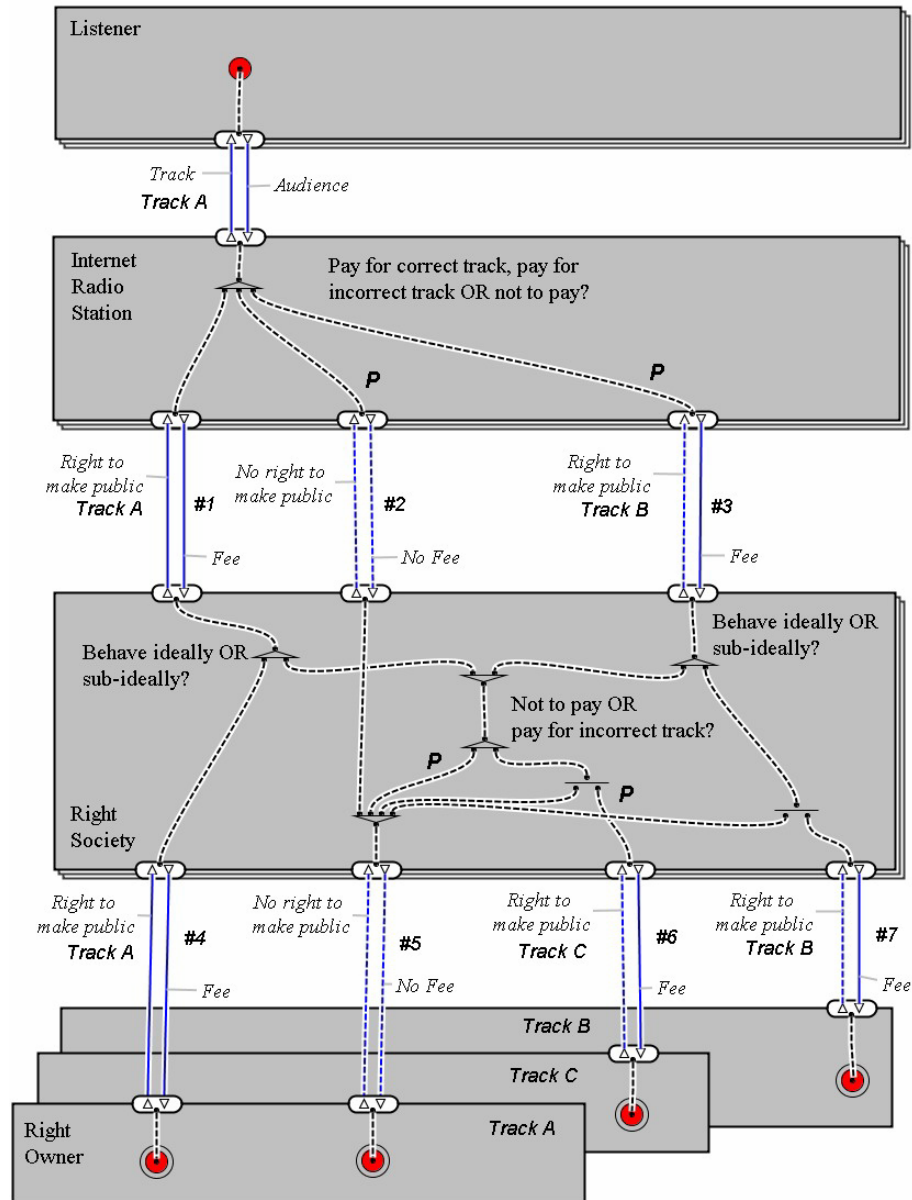 Listener
Track
Audience
Track A
Internet
Radio
Station
Pay for correct track, pay for
incorrect track OR not to pay?
P
P
Right to
make public
Track A
#1
Fee
No right to
make public
#2
No Fee
Right to
make public
Track B
#3
Fee
Behave ideally OR
sub-ideally?
Behave ideally OR
sub-ideally?
Not to pay OR
pay for incorrect track?
P
P
Right
Society
Right to
make public
Track A
#4
Fee
No right to
make public
#5
No Fee
Right to
make public
Track C
#6
Fee
Right to
make public
Track B
#7
Fee
Track B
Track C
Track A
Right
Owner